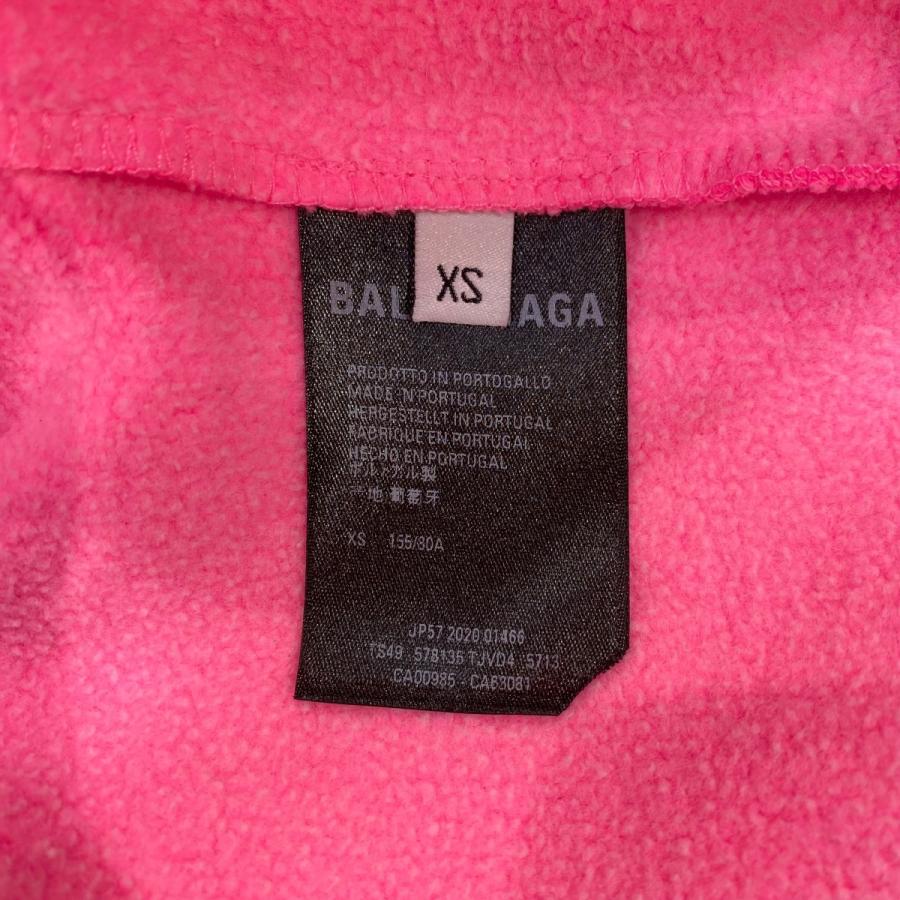 XS
BAL AGA
PRODOTTO IN PORTOGALLO
MADE IN PORTUGAL
HERGESTELLT IN PORTUGAL
FABRIQUE EN PORTUGAL
HECHO EN PORTUGAL
ポルトガル製
产地 葡萄牙
XS 155/80A
JP57 2020 01466
TS49 578135 TJVD4 5713
CA00985 - CA63081